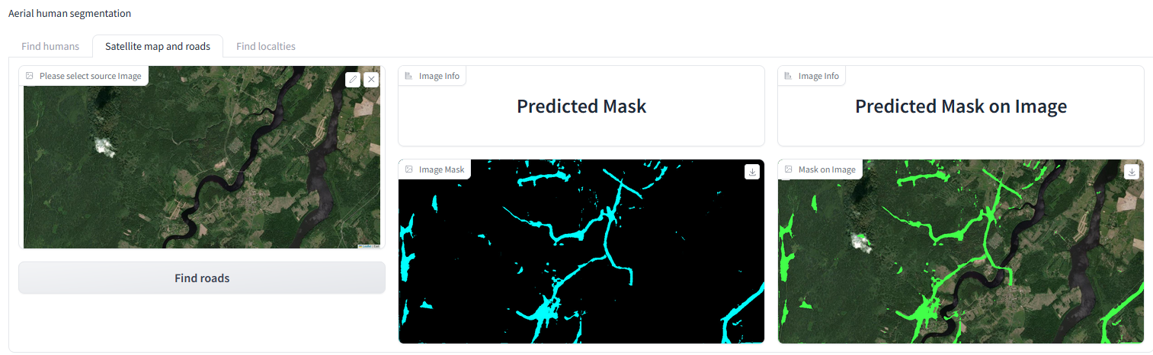 Aerial human segmentation
Find humans
Satellite map and roads
Find localties
Please select source Image
Find roads
Image Info
Predicted Mask
Image Mask
Image Info
Predicted Mask on Image
Mask on Image